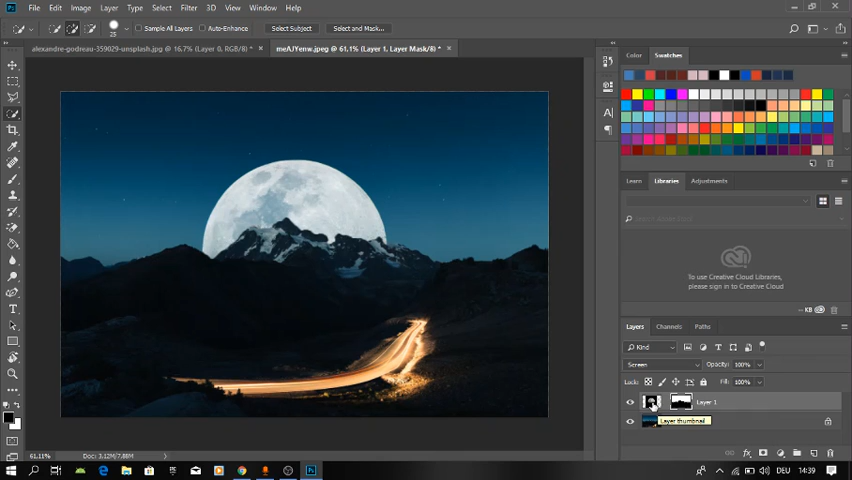 File Edit Image Layer Type Select Filter 3D View Window Help
25 Sample All Layers Auto-Enhance Select Subject Select and Mask...
alexandre-godreau-359029-unsplash.jpg @ 16,7% (Layer 0, RGB/8) * × meAJYenw.jpeg @ 61,1% (Layer 1, Layer Mask/8) * ×
Color Swatches
Learn Libraries Adjustments
To use Creative Cloud Libraries,
please sign in to Creative Cloud
-- KB
Layers Channels Paths
Kind
Screen Opacity: 100%
Lock: Fill: 100%
Layer 1
Layer thumbnail
61.11% Doc: 3.12M/7.88M
DEU 14:39